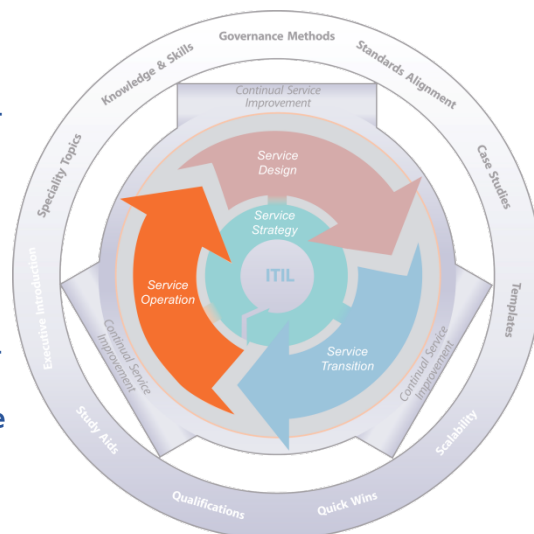 Governance Methods
Knowledge & Skills
Standards Alignment
Continual Service
Improvement
Speciality Topics
Case Studies
Service
Design
Service
Strategy
ITIL
Service
Operation
Executive Introduction
Templates
Continual Service
Improvement
Service
Transition
Continual Service
Improvement
e
Study Aids
Scalability
Qualifications
Quick Wins